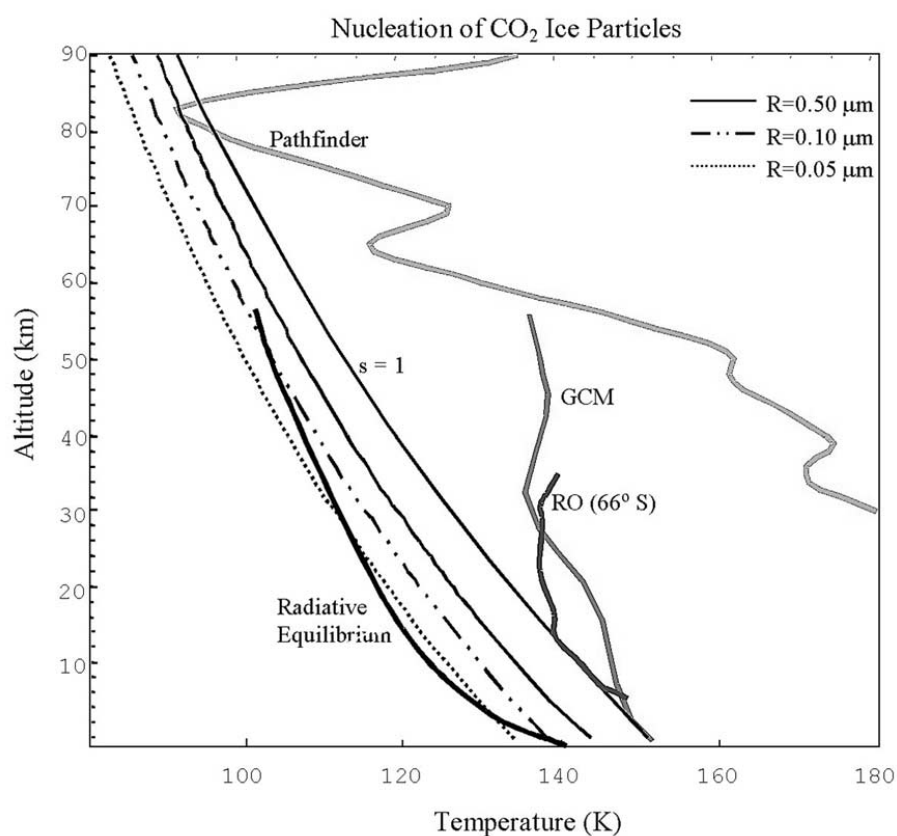 Nucleation of CO₂ Ice Particles
90
80
70
60
50
40
30
20
10
Altitude (km)
R=0.50 μm
R=0.10 μm
R=0.05 μm
Pathfinder
s = 1
GCM
RO (66° S)
Radiative
Equilibrium
100 120 140 160 180
Temperature (K)